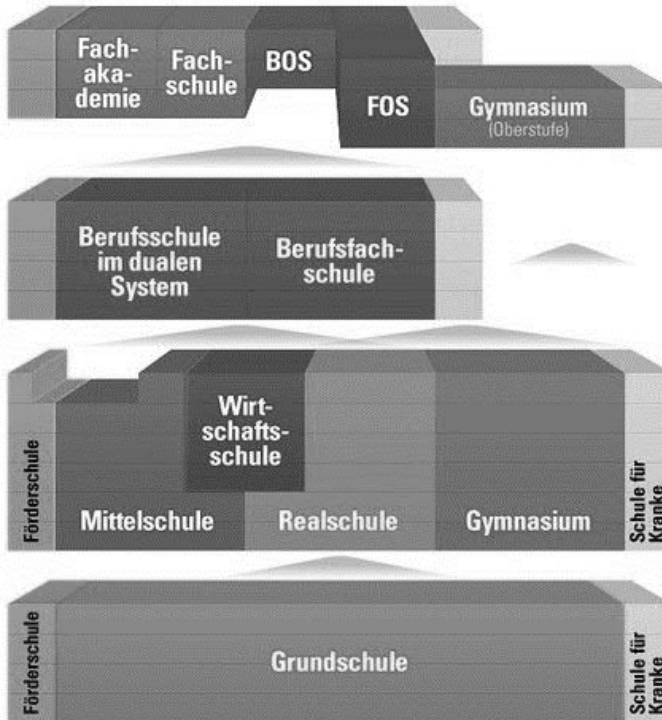 Fach-
aka-
demie
Fach-
schule
BOS
FOS
Gymnasium
(Oberstufe)
Berufsschule
im dualen
System
Berufsfach-
schule
Wirt-
schafts-
schule
Förderschule
Mittelschule
Realschule
Gymnasium
Schule für
Kranke
Förderschule
Grundschule
Schule für
Kranke